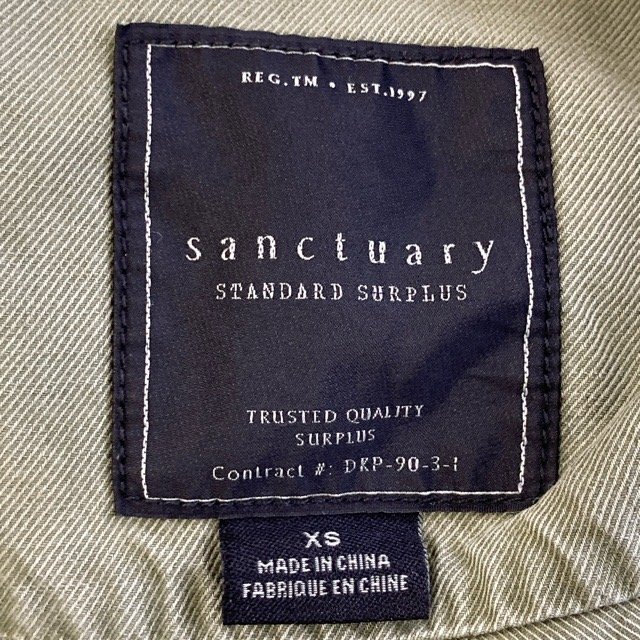 REG.TM • EST.1997
sanctuary
STANDARD SURPLUS
TRUSTED QUALITY
SURPLUS
Contract #: DKP-90-3-1
XS
MADE IN CHINA
FABRIQUE EN CHINE